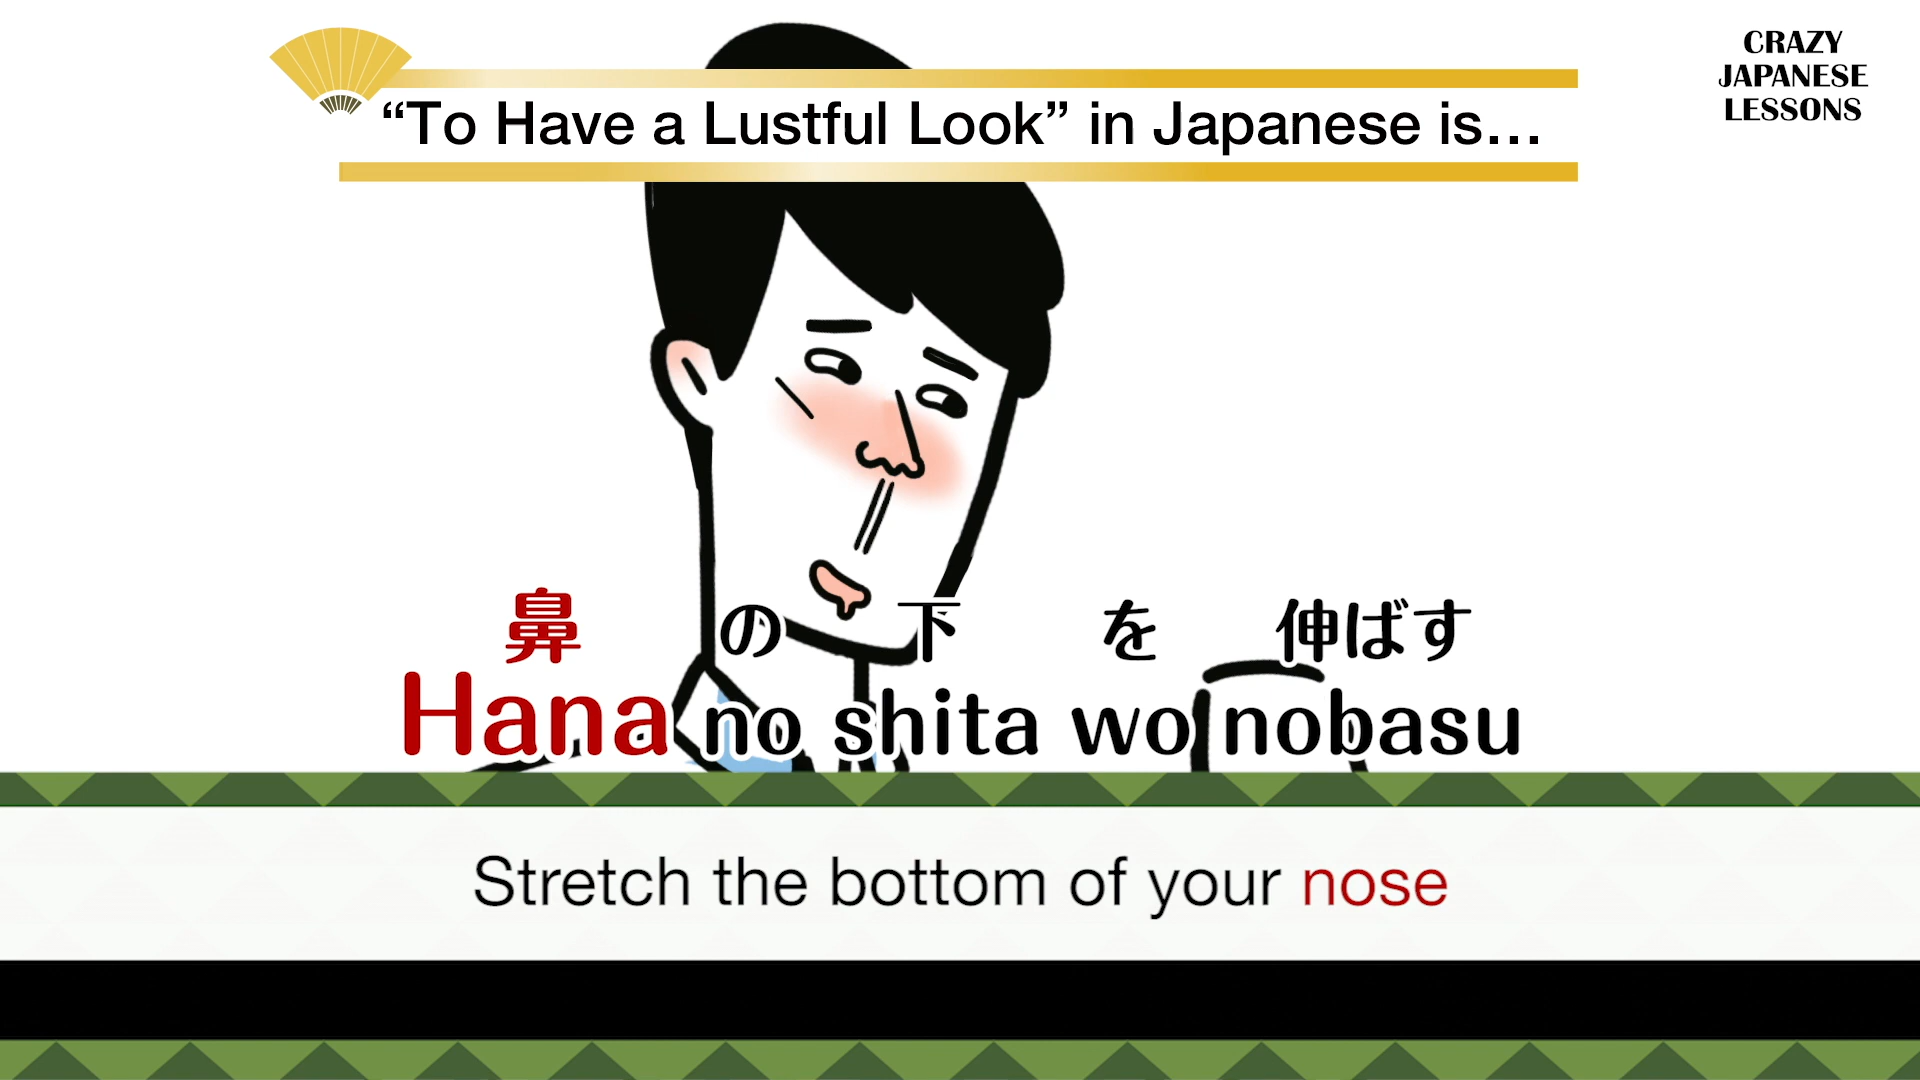 CRAZY
JAPANESE
LESSONS
“To Have a Lustful Look” in Japanese is…
鼻 の 下 を 伸ばす
Hana no shita wo nobasu
Stretch the bottom of your nose